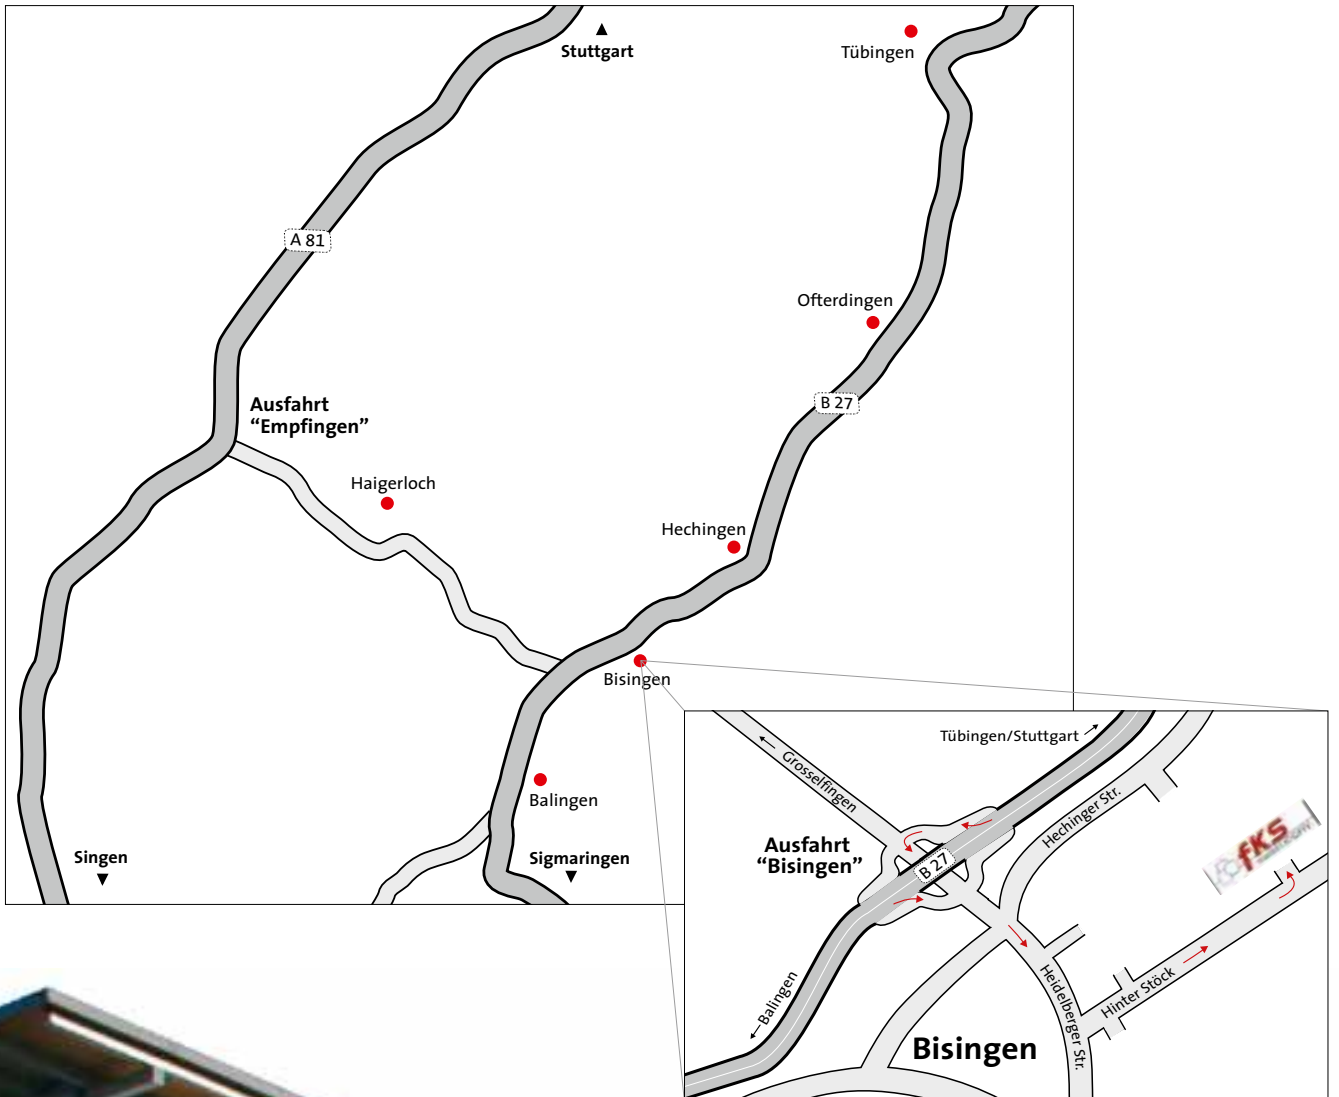 Stuttgart
Tübingen
A 81
Ofterdingen
B 27
Ausfahrt
“Empfingen”
Haigerloch
Hechingen
Bisingen
Balingen
Singen
Sigmaringen
Tübingen/Stuttgart
Grosselfingen
Hechinger Str.
Ausfahrt
“Bisingen”
B 27
fks
Balingen
Heidelberger Str.
Hinter Stöck
Bisingen